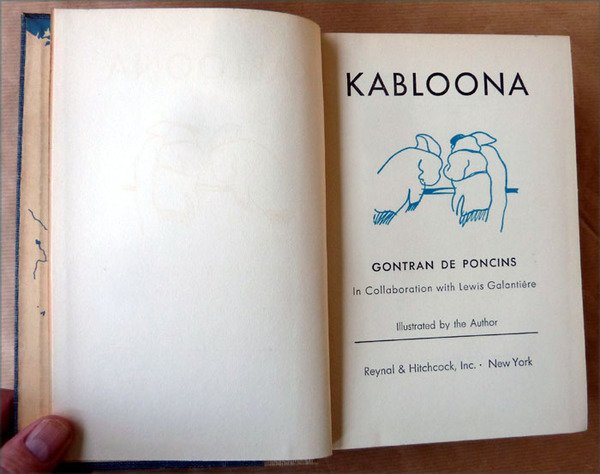 KABLOONA
GONTRAN DE PONCINS
In Collaboration with Lewis Galantière
Illustrated by the Author
Reynal & Hitchcock, Inc. · New York